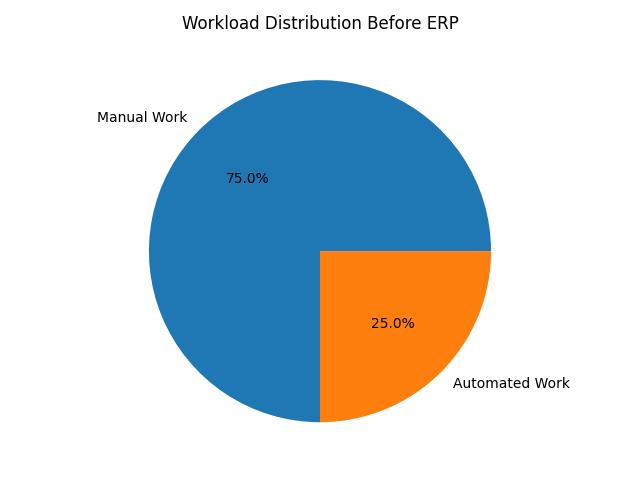 Workload Distribution Before ERP
Manual Work
75.0%
25.0%
Automated Work